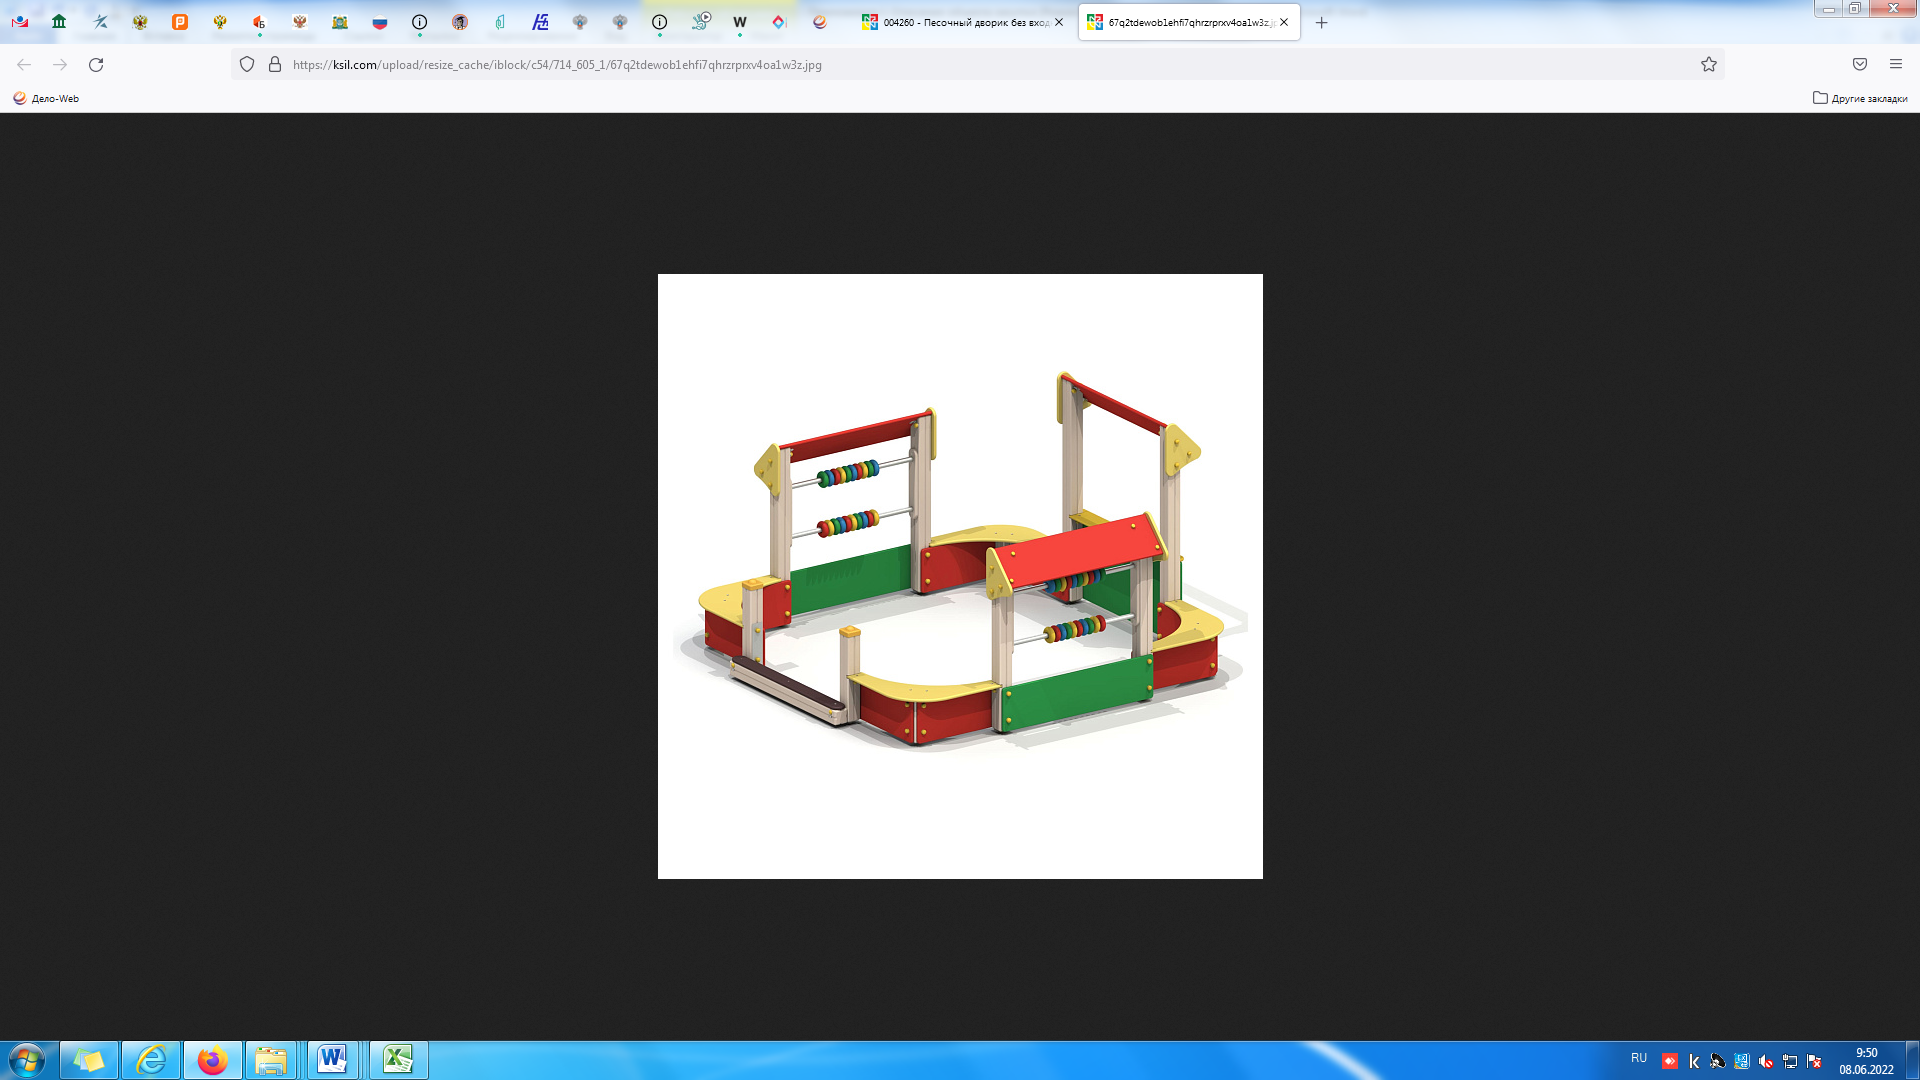 004260 - Песочный дворик без вход
67q2tdewob1ehfi7qhrzrprxv4oa1w3z.jp
https://ksil.com/upload/resize_cache/iblock/c54/714_605_1/67q2tdewob1ehfi7qhrzrprxv4oa1w3z.jpg
Дело-Web
Другие закладки
RU
9:50
08.06.2022